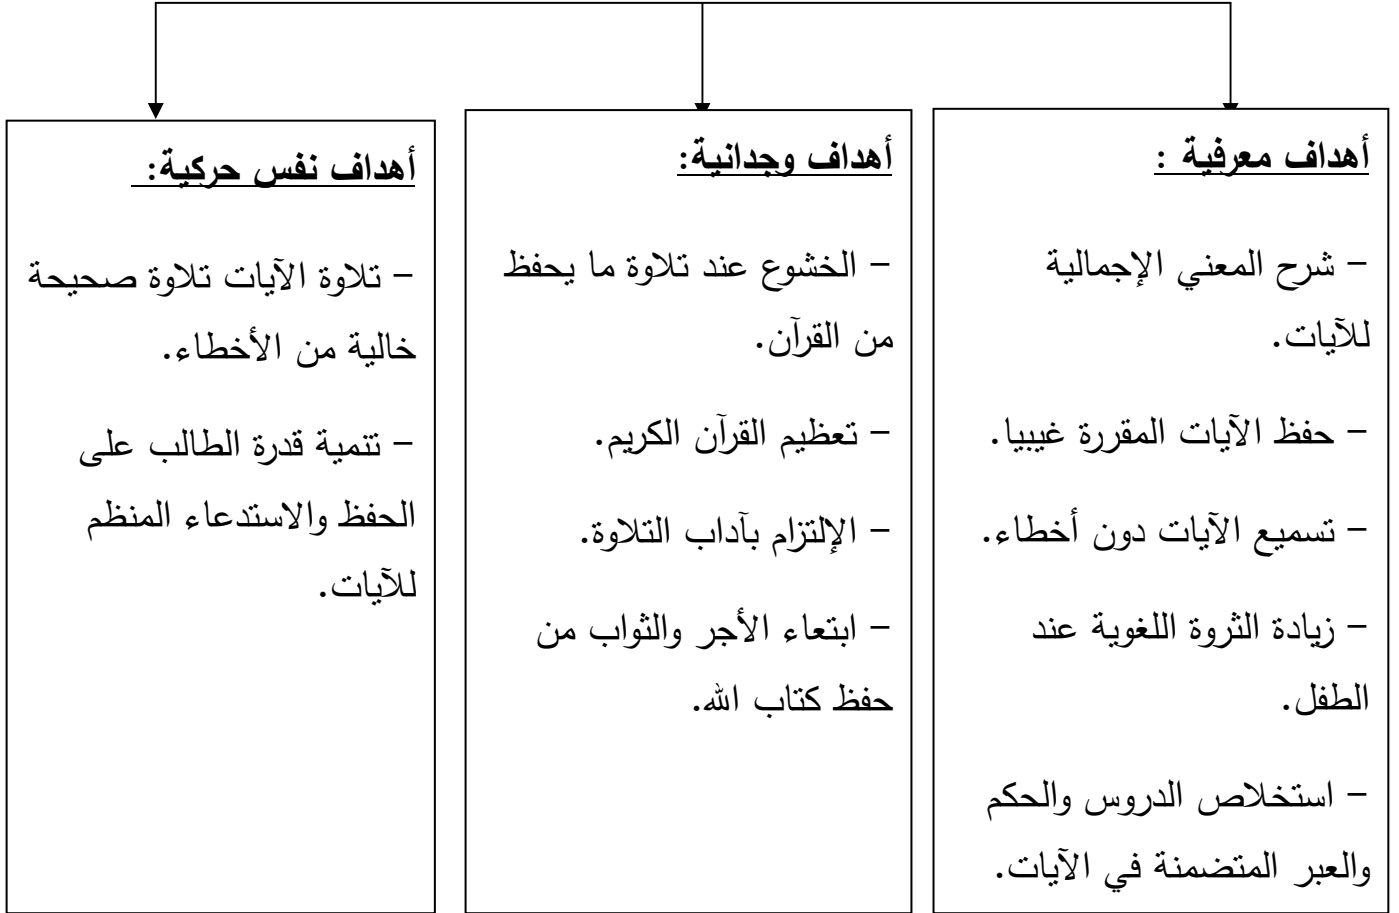 أهداف معرفية :
– شرح المعني الإجمالية
للآيات.
– حفظ الآيات المقررة غيبيا.
– تسميع الآيات دون أخطاء.
– زيادة الثروة اللغوية عند
الطفل.
– استخلاص الدروس والحكم
والعبر المتضمنة في الآيات.
أهداف وجدانية:
– الخشوع عند تلاوة ما يحفظ
من القرآن.
– تعظيم القرآن الكريم.
– الإلتزام بآداب التلاوة.
– ابتعاء الأجر والثواب من
حفظ كتاب الله.
أهداف نفس حركية:
– تلاوة الآيات تلاوة صحيحة
خالية من الأخطاء.
– تنمية قدرة الطالب على
الحفظ والاستدعاء المنظم
للآيات.